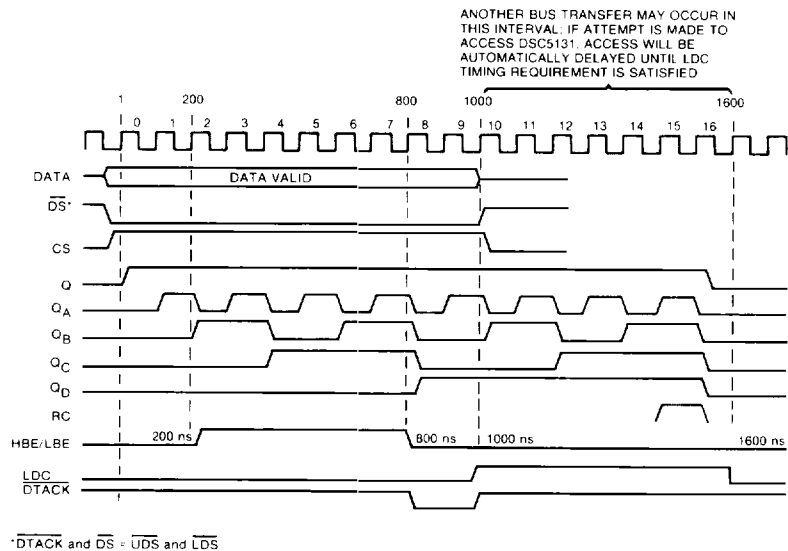 ANOTHER BUS TRANSFER MAY OCCUR IN
THIS INTERVAL; IF ATTEMPT IS MADE TO
ACCESS DSC5131, ACCESS WILL BE
AUTOMATICALLY DELAYED UNTIL LDC
TIMING REQUIREMENT IS SATISFIED
1 200 800 1000 1600
0 1 2 3 4 5 6 7 8 9 10 11 12 13 14 15 16
DATA DATA VALID
DS*
CS
Q
QA
QB
QC
QD
RC
HBE/LBE 200 ns 800 ns 1000 ns 1600 ns
LDC
DTACK
*DTACK and DS = UDS and LDS